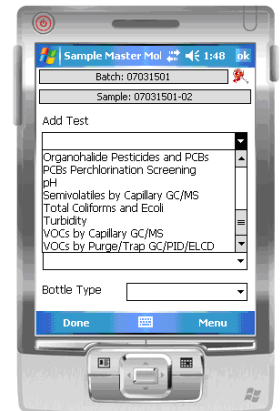 Sample Master Mol 1:48 ok
Batch: 07031501
Sample: 07031501-02
Add Test
Organohalide Pesticides and PCBs
PCBs Perchlorination Screening
pH
Semivolatiles by Capillary GC/MS
Total Coliforms and Ecoli
Turbidity
VOCs by Capillary GC/MS
VOCs by Purge/Trap GC/PID/ELCD
Bottle Type
Done Menu